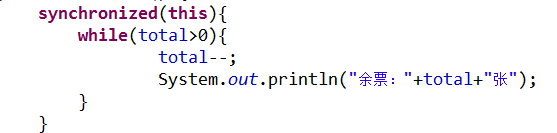 synchronized(this){
while(total>0){
total--;
System.out.println("余票："+total+"张");
}
}